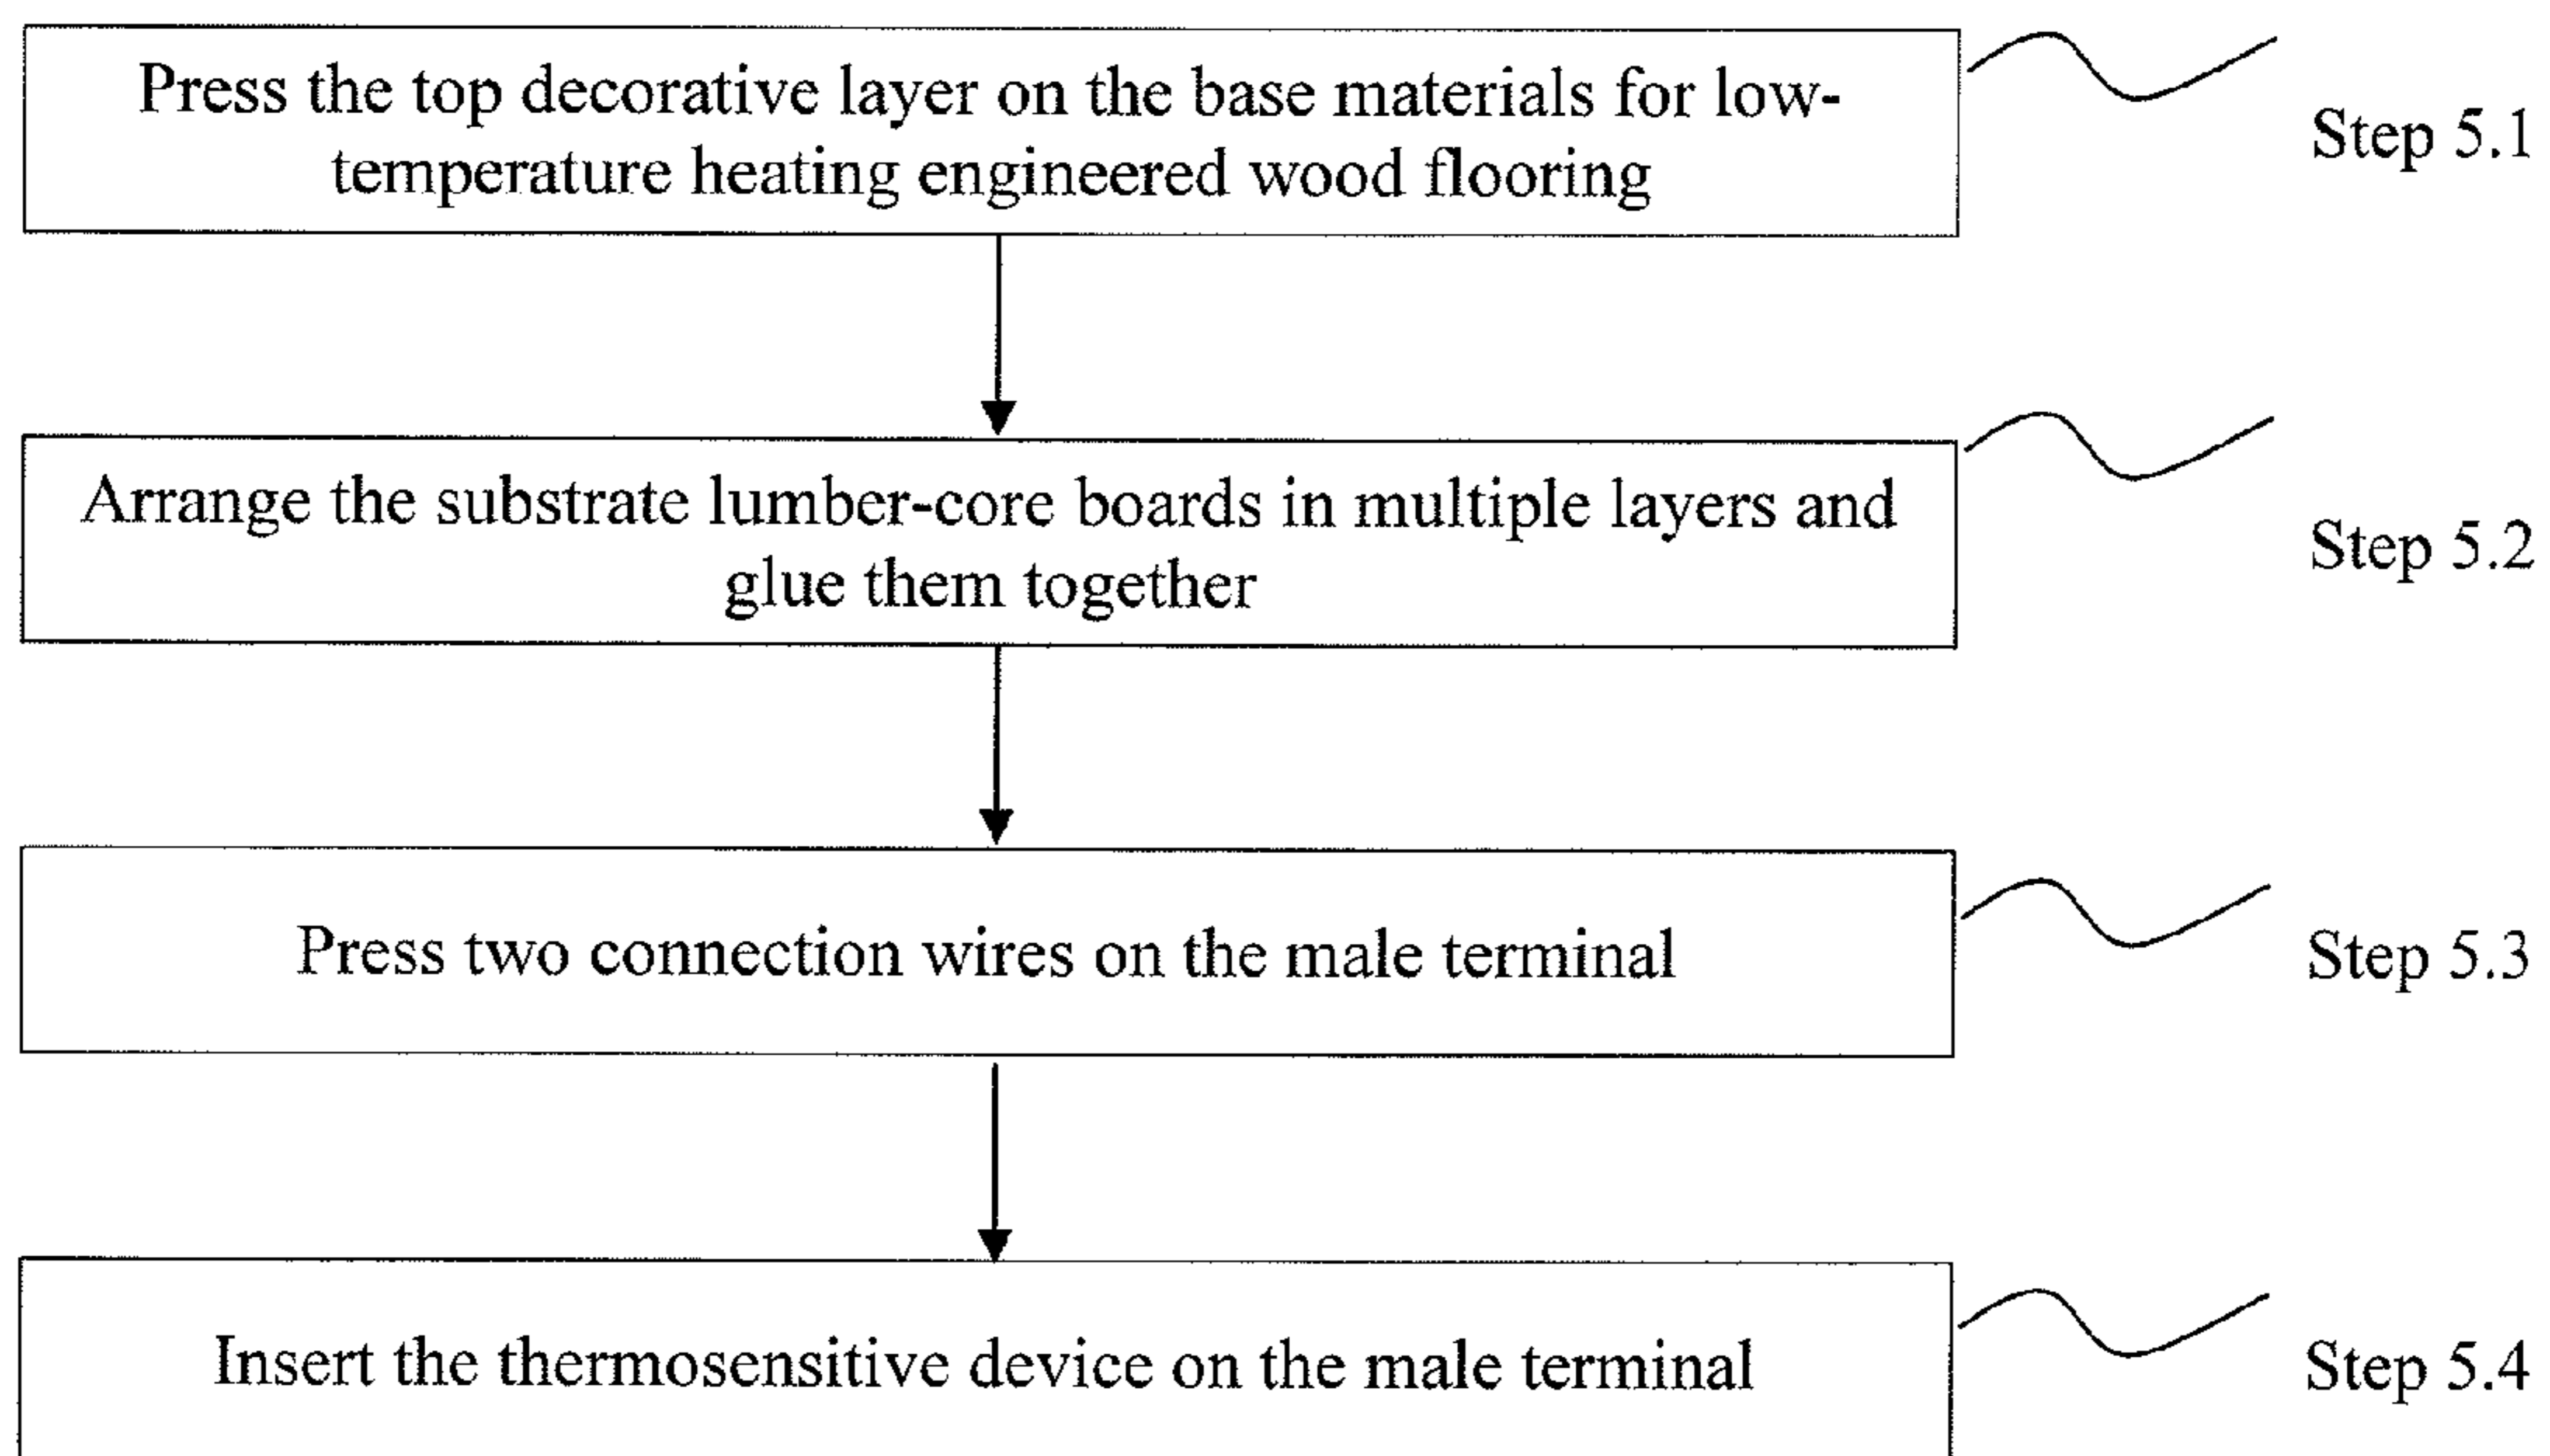 Press the top decorative layer on the base materials for low-
temperature heating engineered wood flooring
Step 5.1
Arrange the substrate lumber-core boards in multiple layers and
glue them together
Step 5.2
Press two connection wires on the male terminal
Step 5.3
Insert the thermosensitive device on the male terminal
Step 5.4